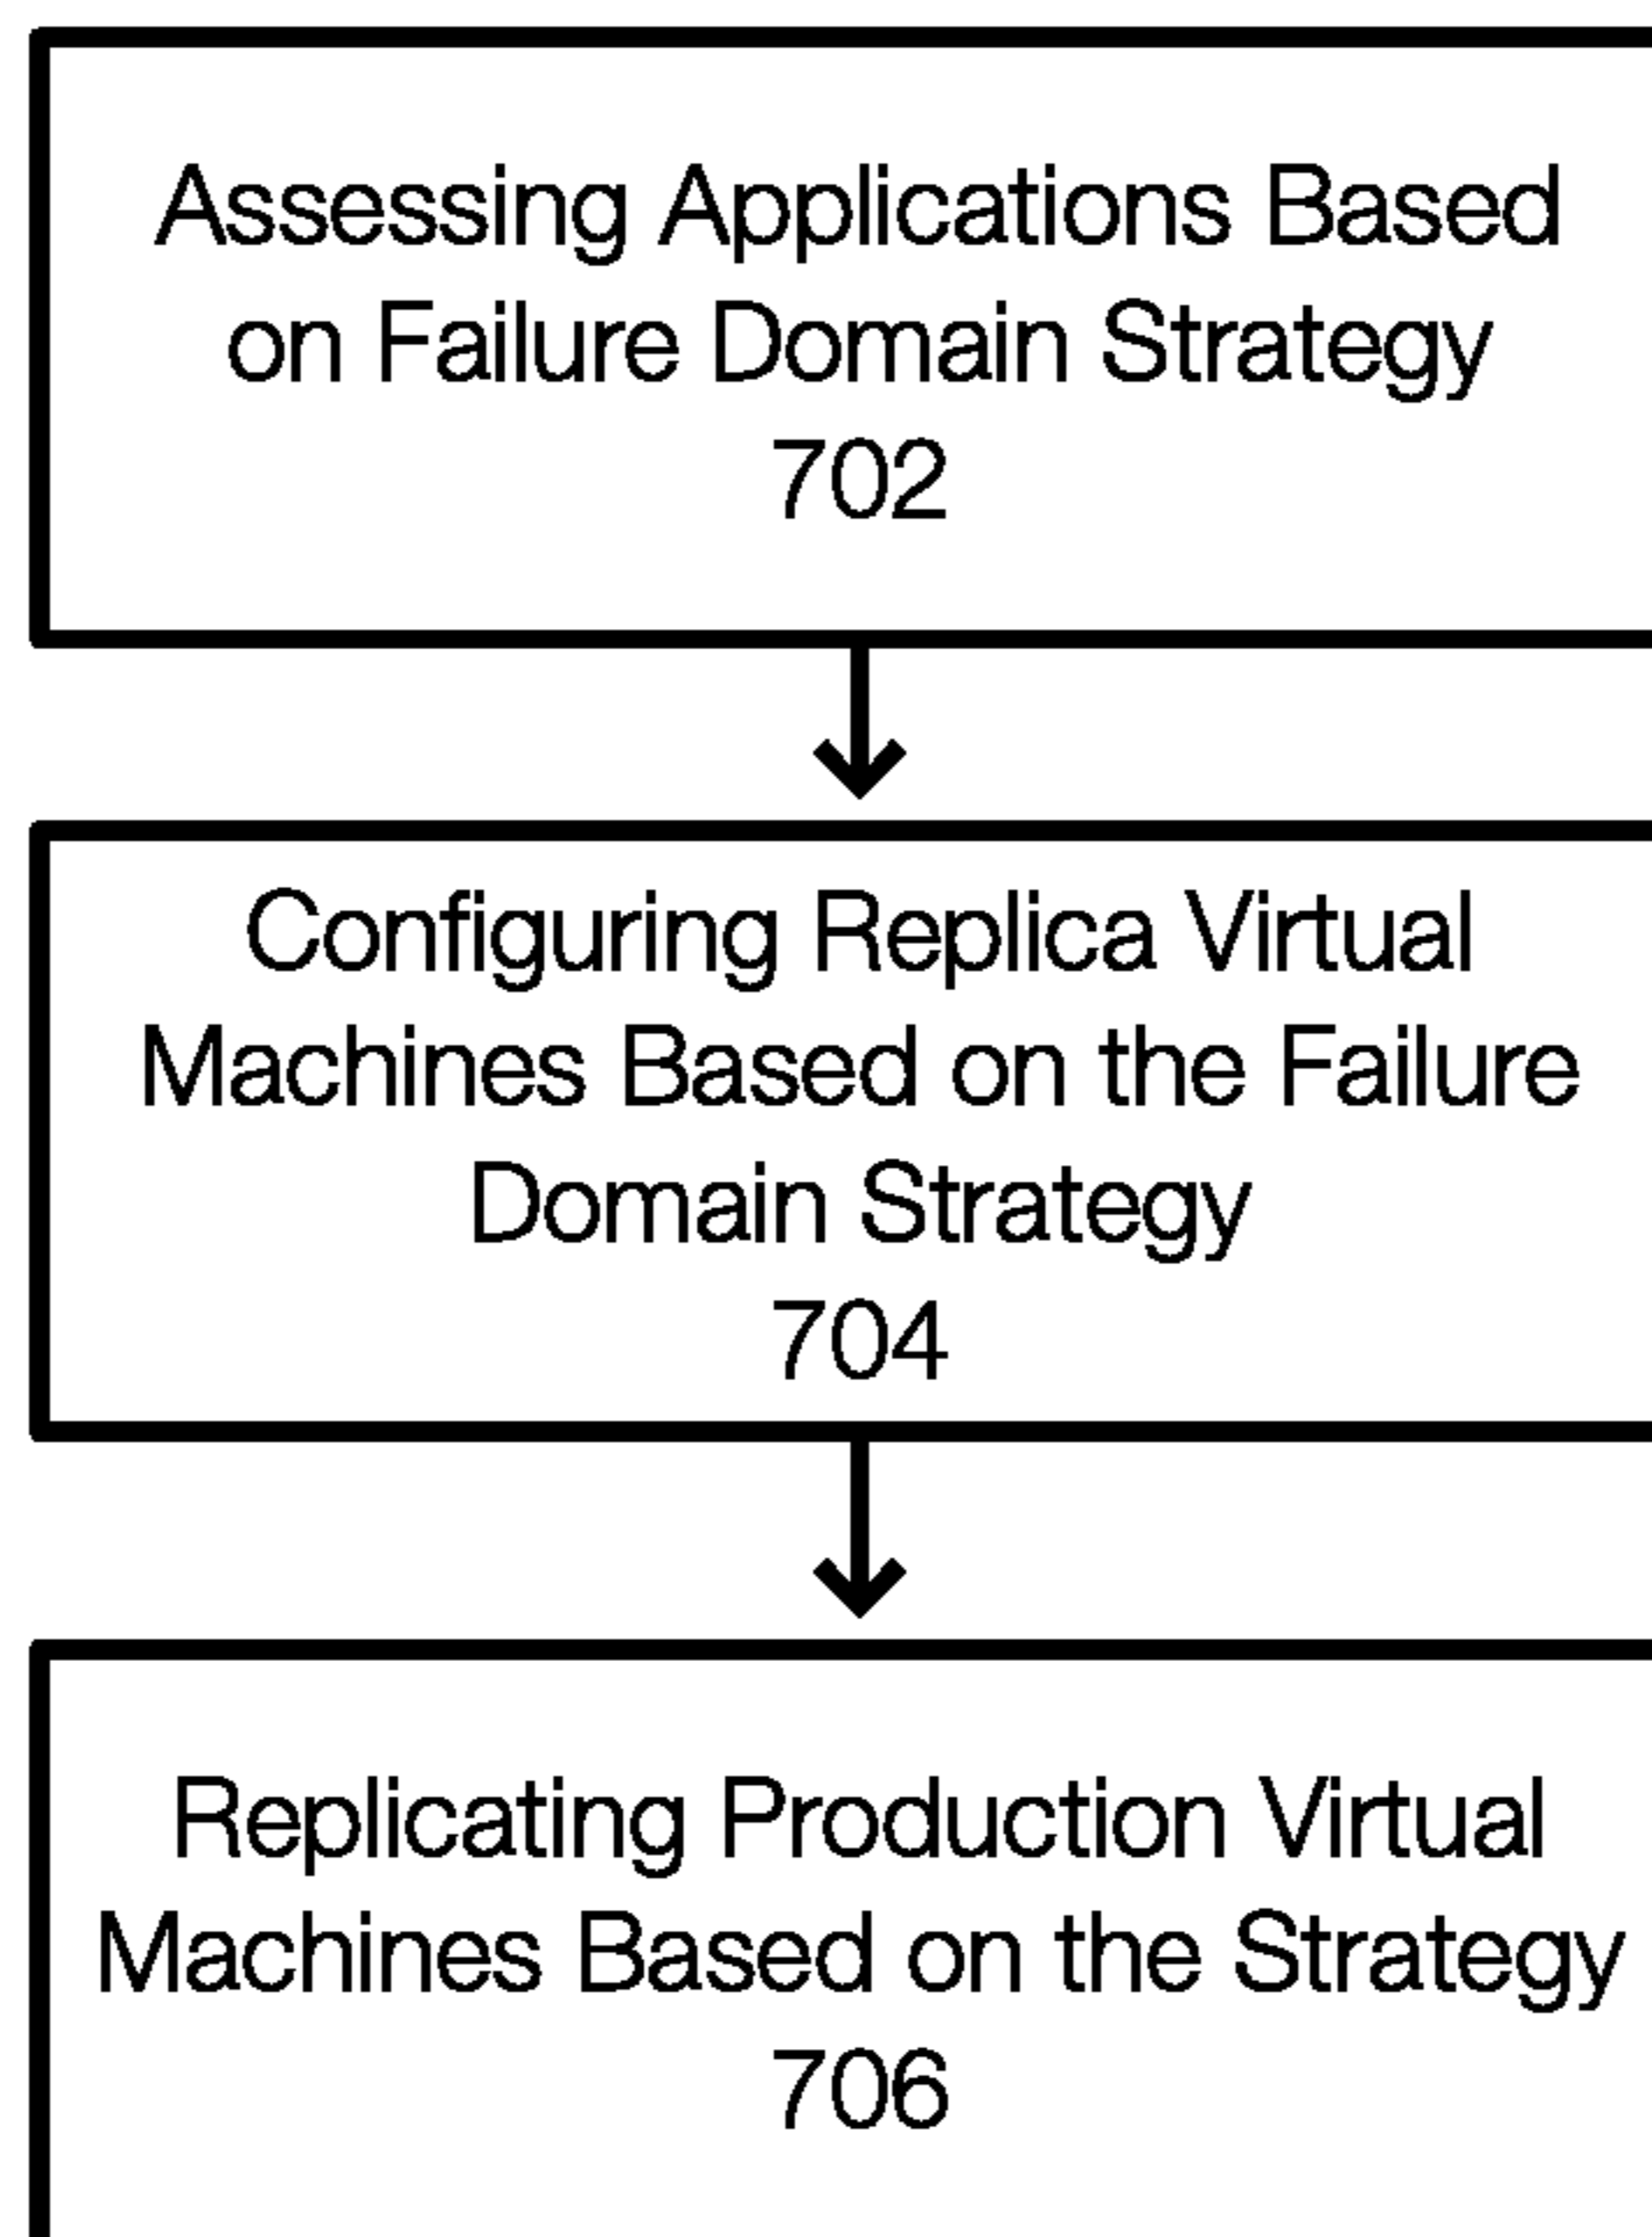 Assessing Applications Based
on Failure Domain Strategy
702
Configuring Replica Virtual
Machines Based on the Failure
Domain Strategy
704
Replicating Production Virtual
Machines Based on the Strategy
706